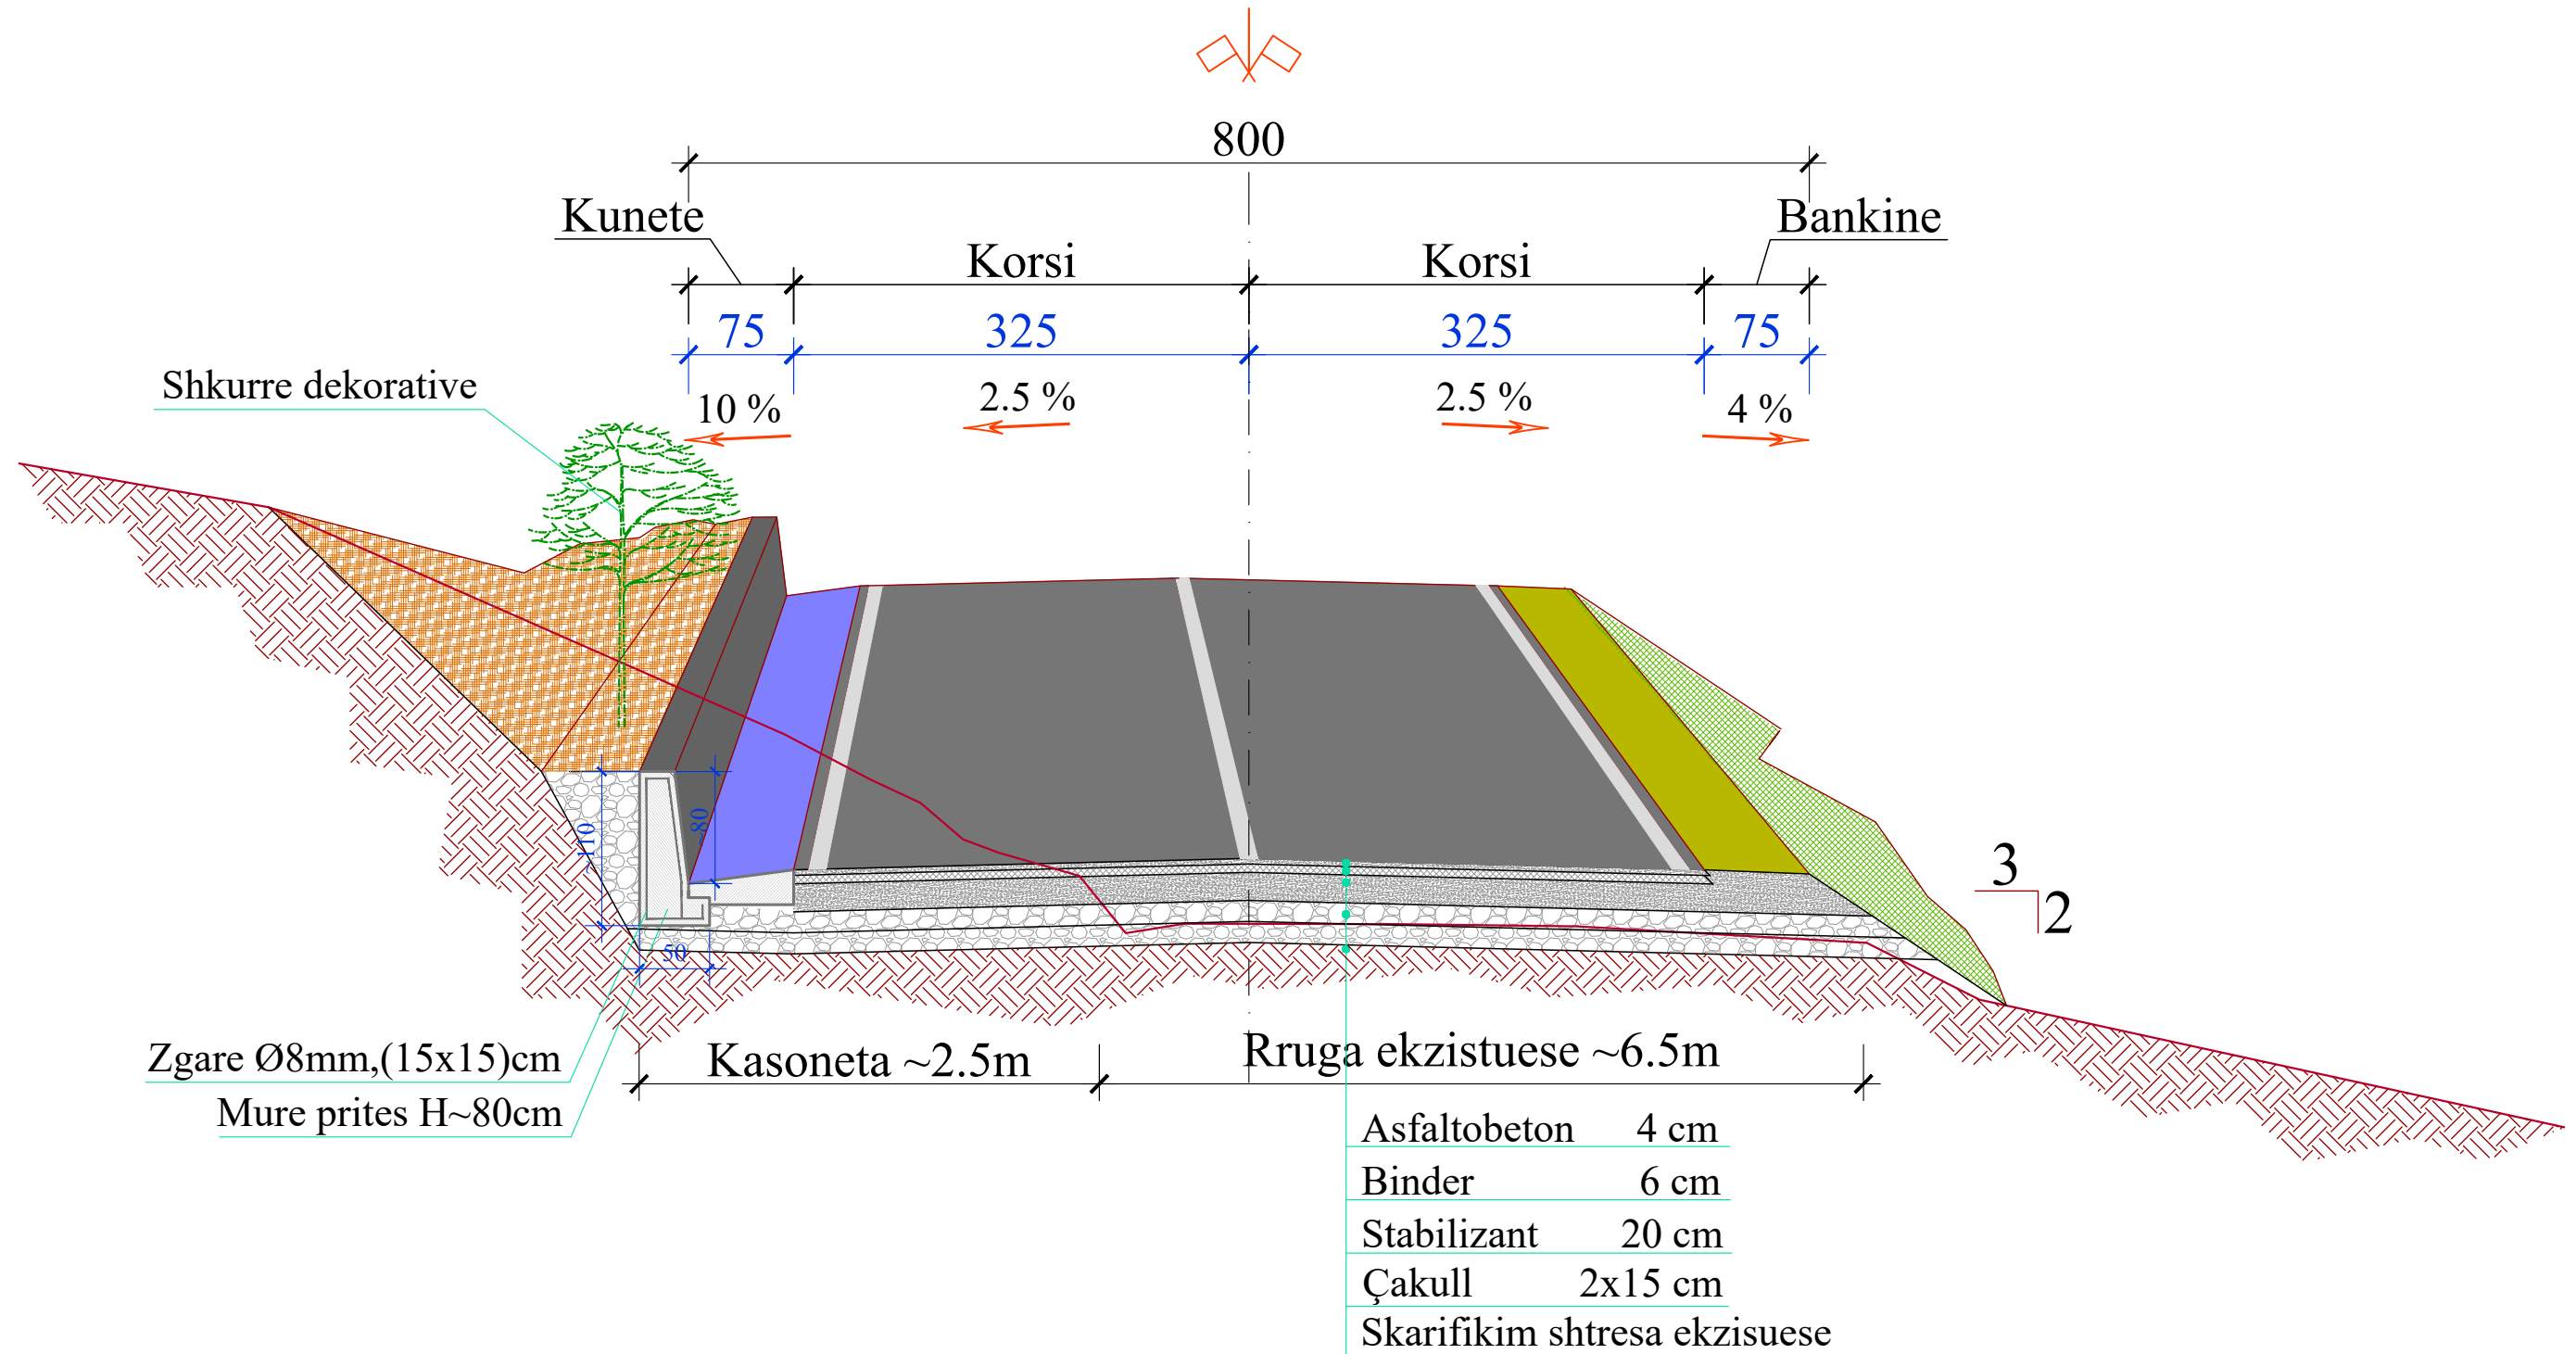 800
Kunete
Bankine
Korsi
Korsi
75
325
325
75
10 %
2.5 %
2.5 %
4 %
Shkurre dekorative
~80
~110
50
3
2
Zgare Ø8mm,(15x15)cm
Mure prites H~80cm
Kasoneta ~2.5m
Rruga ekzistuese ~6.5m
Asfaltobeton 4 cm
Binder 6 cm
Stabilizant 20 cm
Çakull 2x15 cm
Skarifikim shtresa ekzisuese